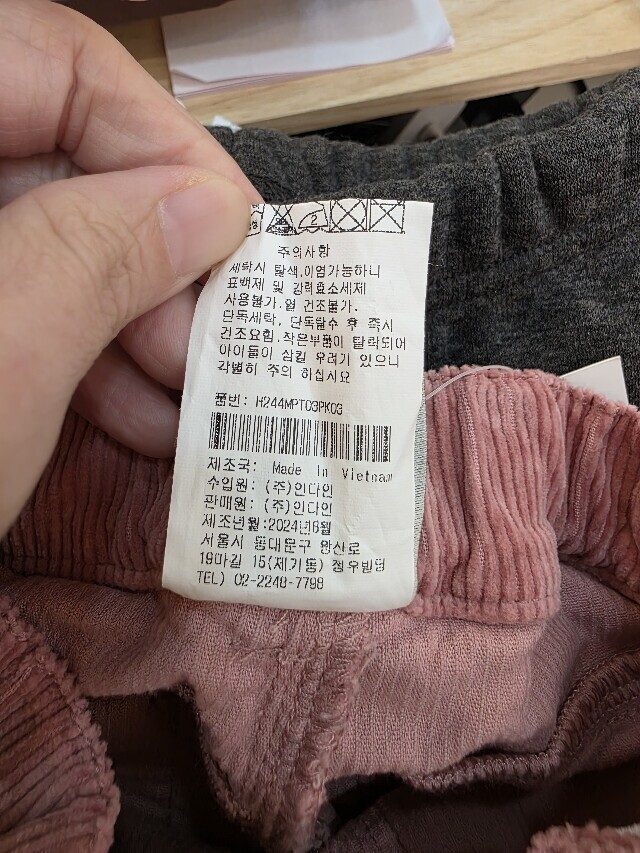 주의사항
세탁시 탈색.이염가능하니
표백제 및 강력효소세제
사용불가.열 건조불가.
단독세탁, 단독탈수 후 즉시
건조요험.작은부품이 탈락되어
아이들이 삼킬 우려가 있으니
각별히 주의 하십시요
품번: H244MPT03PK03
제조국: Made in Vietnam
수입원: (주)인다인
판매원: (주)인다인
제조년월:2024년8월
서울시 동대문구 왕산로
19마길 15(제기동) 정우빌딩
TEL) 02-2248-7798